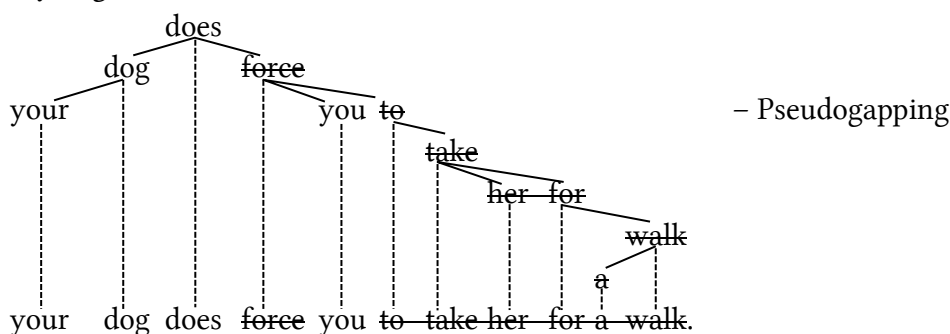 does
dog force
your you to – Pseudogapping
take
her for
walk
a
your dog does force you to take her for a walk.